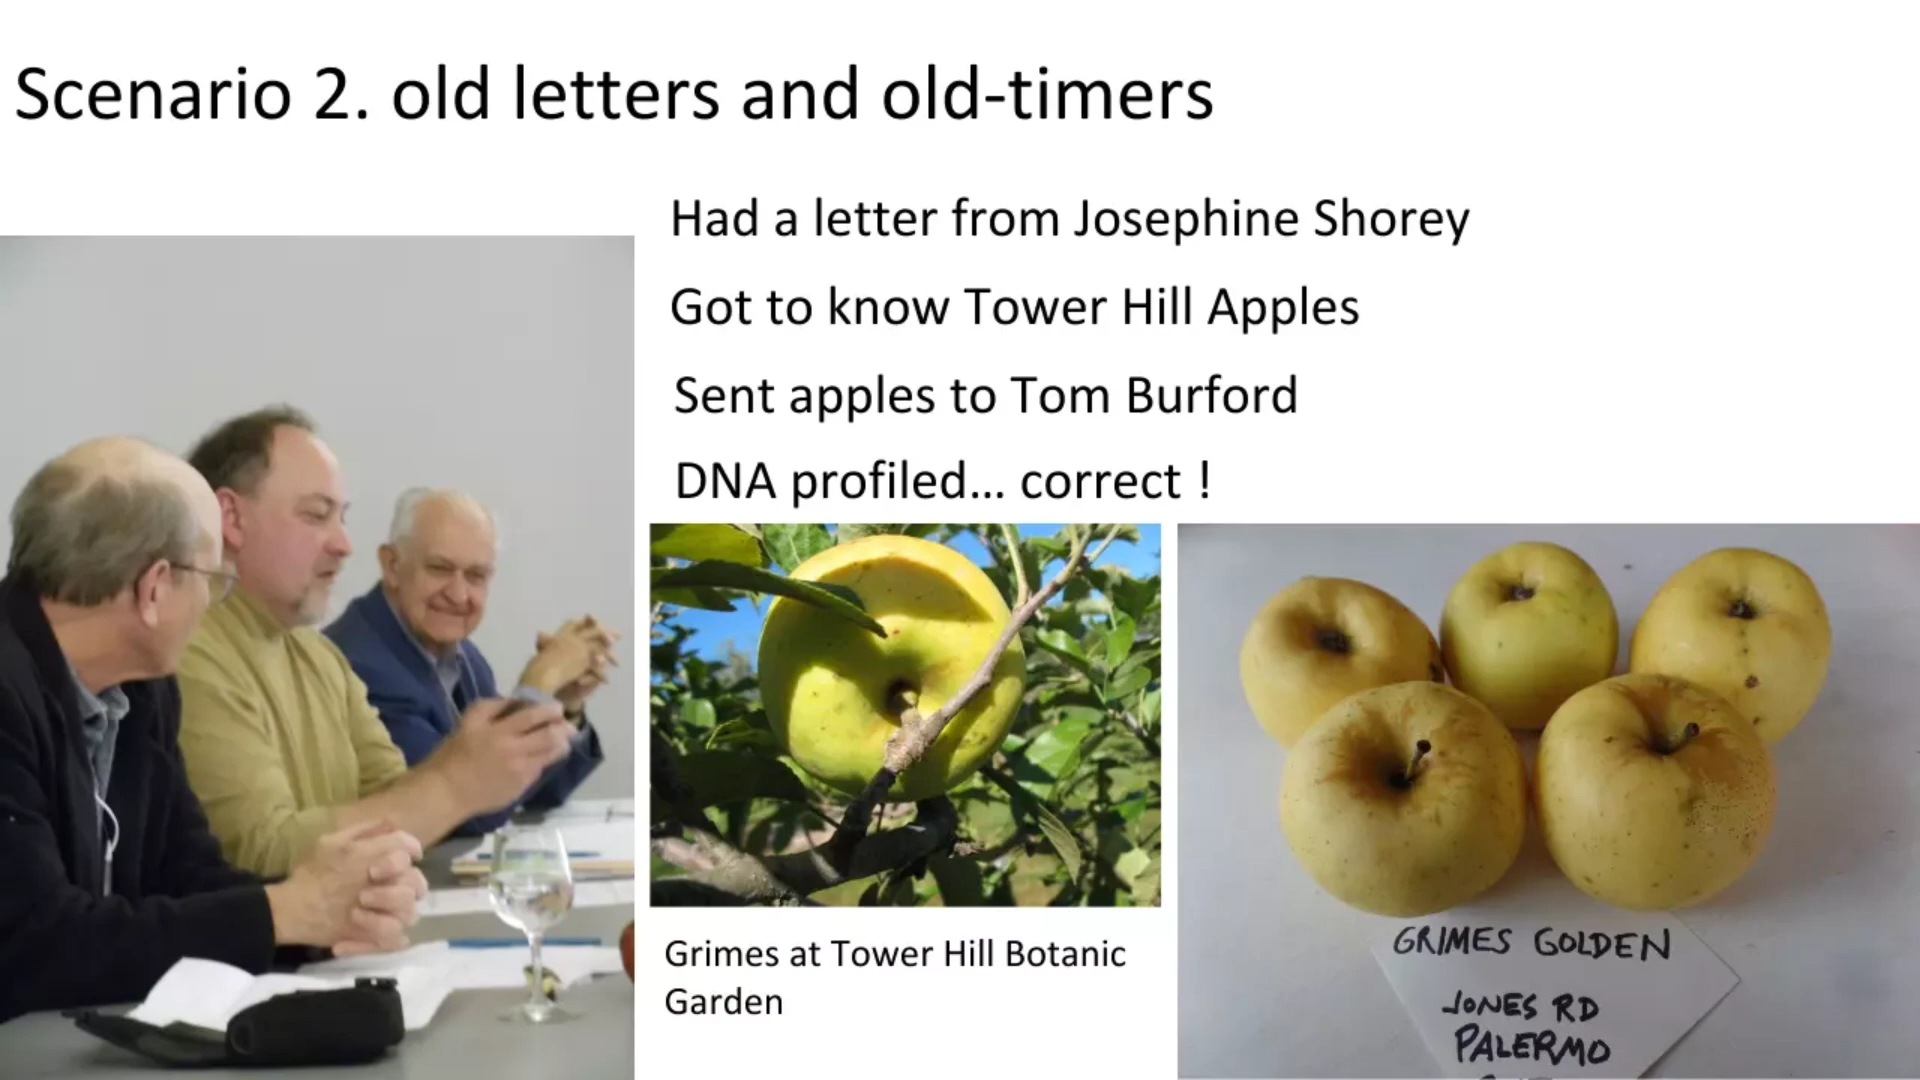 Scenario 2. old letters and old-timers
Had a letter from Josephine Shorey
Got to know Tower Hill Apples
Sent apples to Tom Burford
DNA profiled... correct !
Grimes at Tower Hill Botanic
Garden
GRIMES GOLDEN
JONES RD
PALERMO